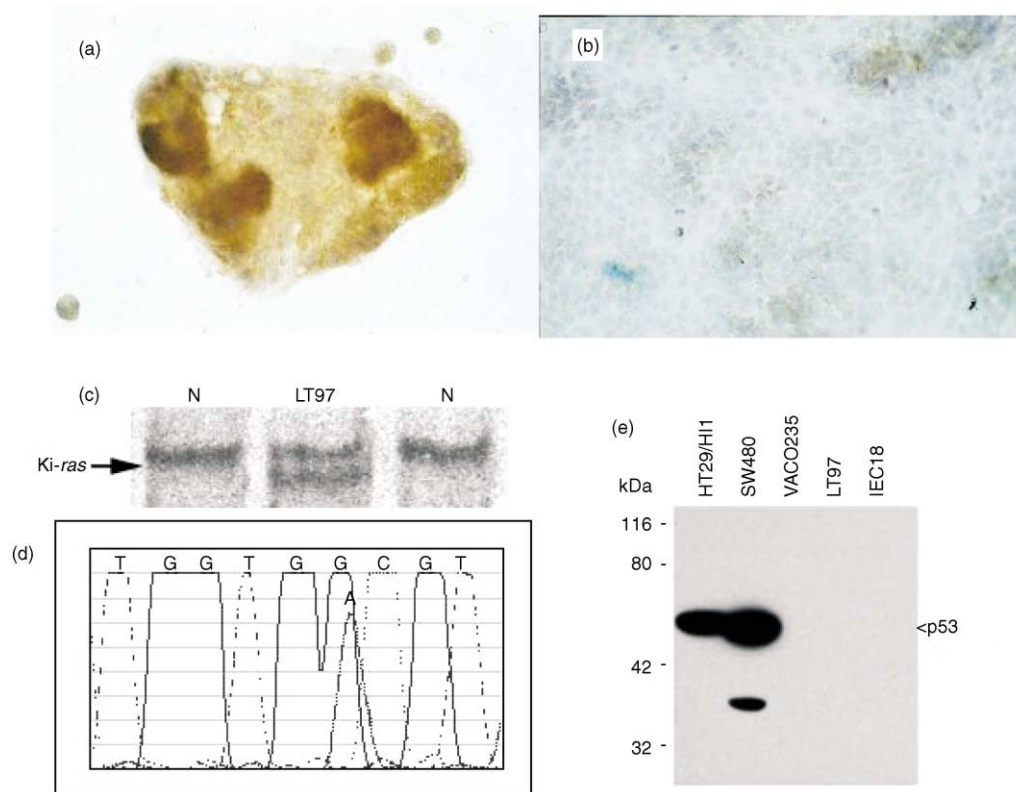 (a)
(b)
(c)
N LT97 N
Ki-ras
(d)
T G G T G G C G T
A
(e)
HT29/HI1
SW480
VACO235
LT97
IEC18
kDa
116 -
80 -
<p53
42 -
32 -